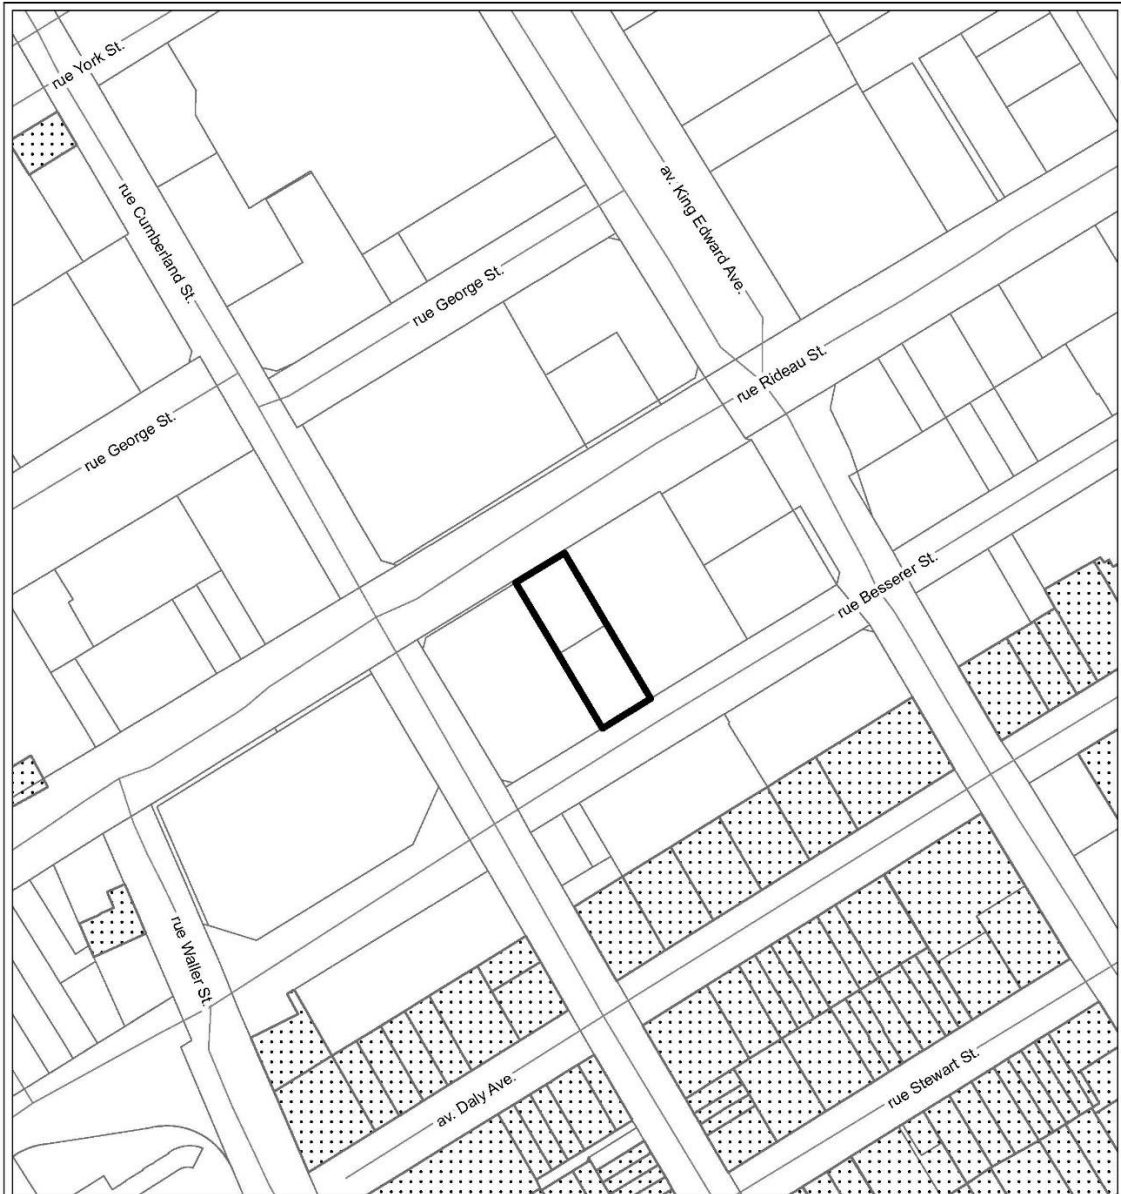 rue York St.
rue Cumberland St.
av. King Edward Ave.
rue George St.
rue Rideau St.
rue George St.
rue Besserer St.
rue Waller St.
av. Daly Ave.
rue Stewart St.